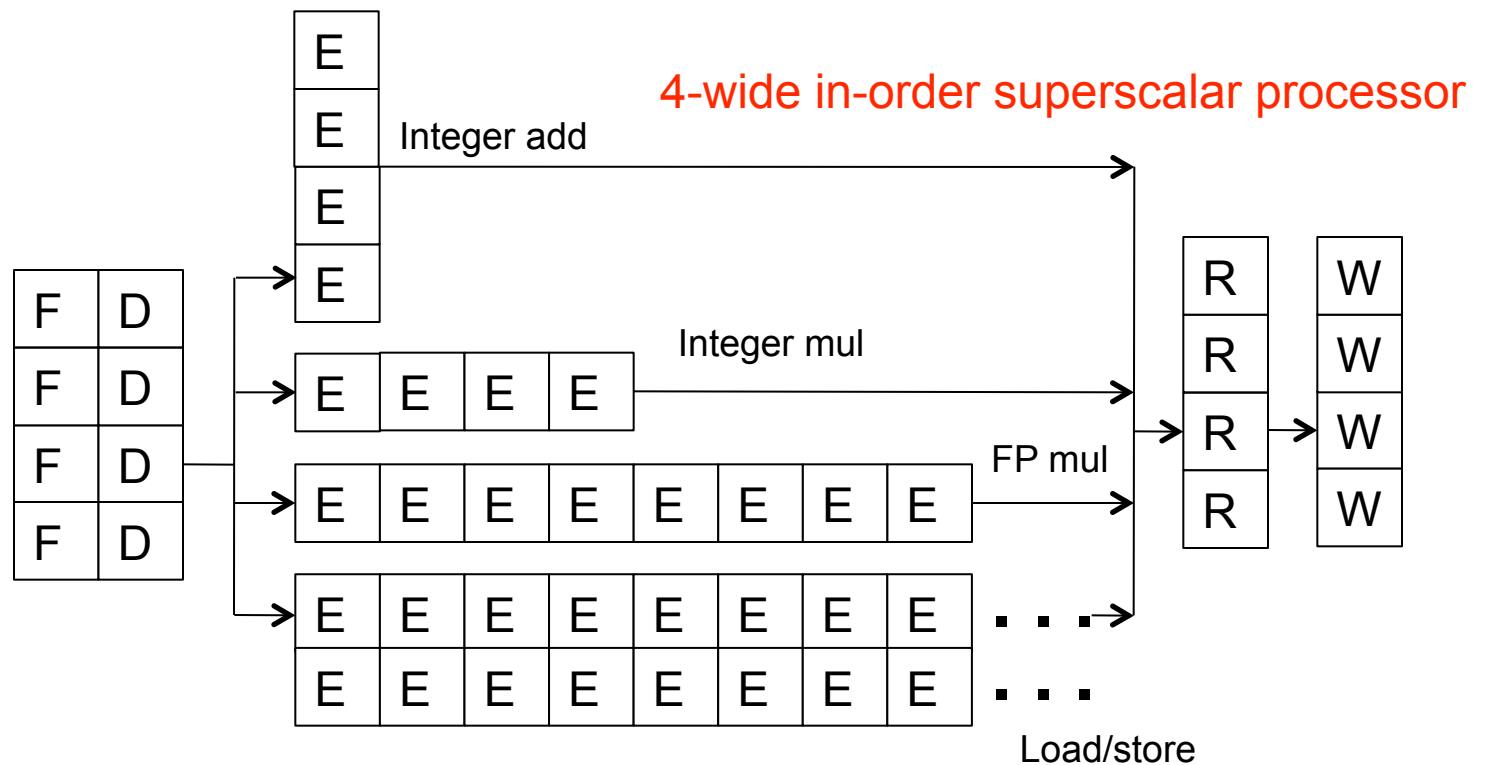 4-wide in-order superscalar processor
E
E
E
E
Integer add
F D
F D
F D
F D
E E E E
Integer mul
E E E E E E E E
FP mul
E E E E E E E E . . .
E E E E E E E E . . .
Load/store
R
R
R
R
W
W
W
W